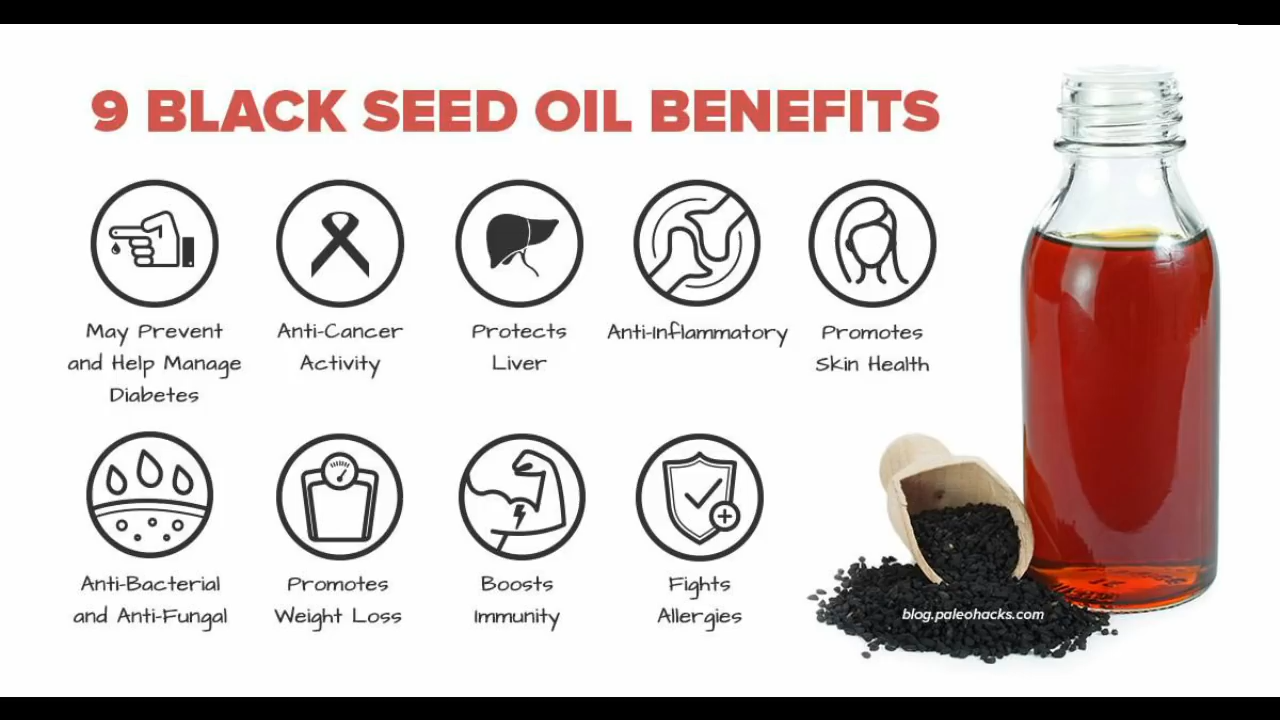 9 BLACK SEED OIL BENEFITS
May Prevent
and Help Manage
Diabetes
Anti-Cancer
Activity
Protects
Liver
Anti-Inflammatory
Promotes
Skin Health
Anti-Bacterial
and Anti-Fungal
Promotes
Weight Loss
Boosts
Immunity
Fights
Allergies
blog.paleohacks.com